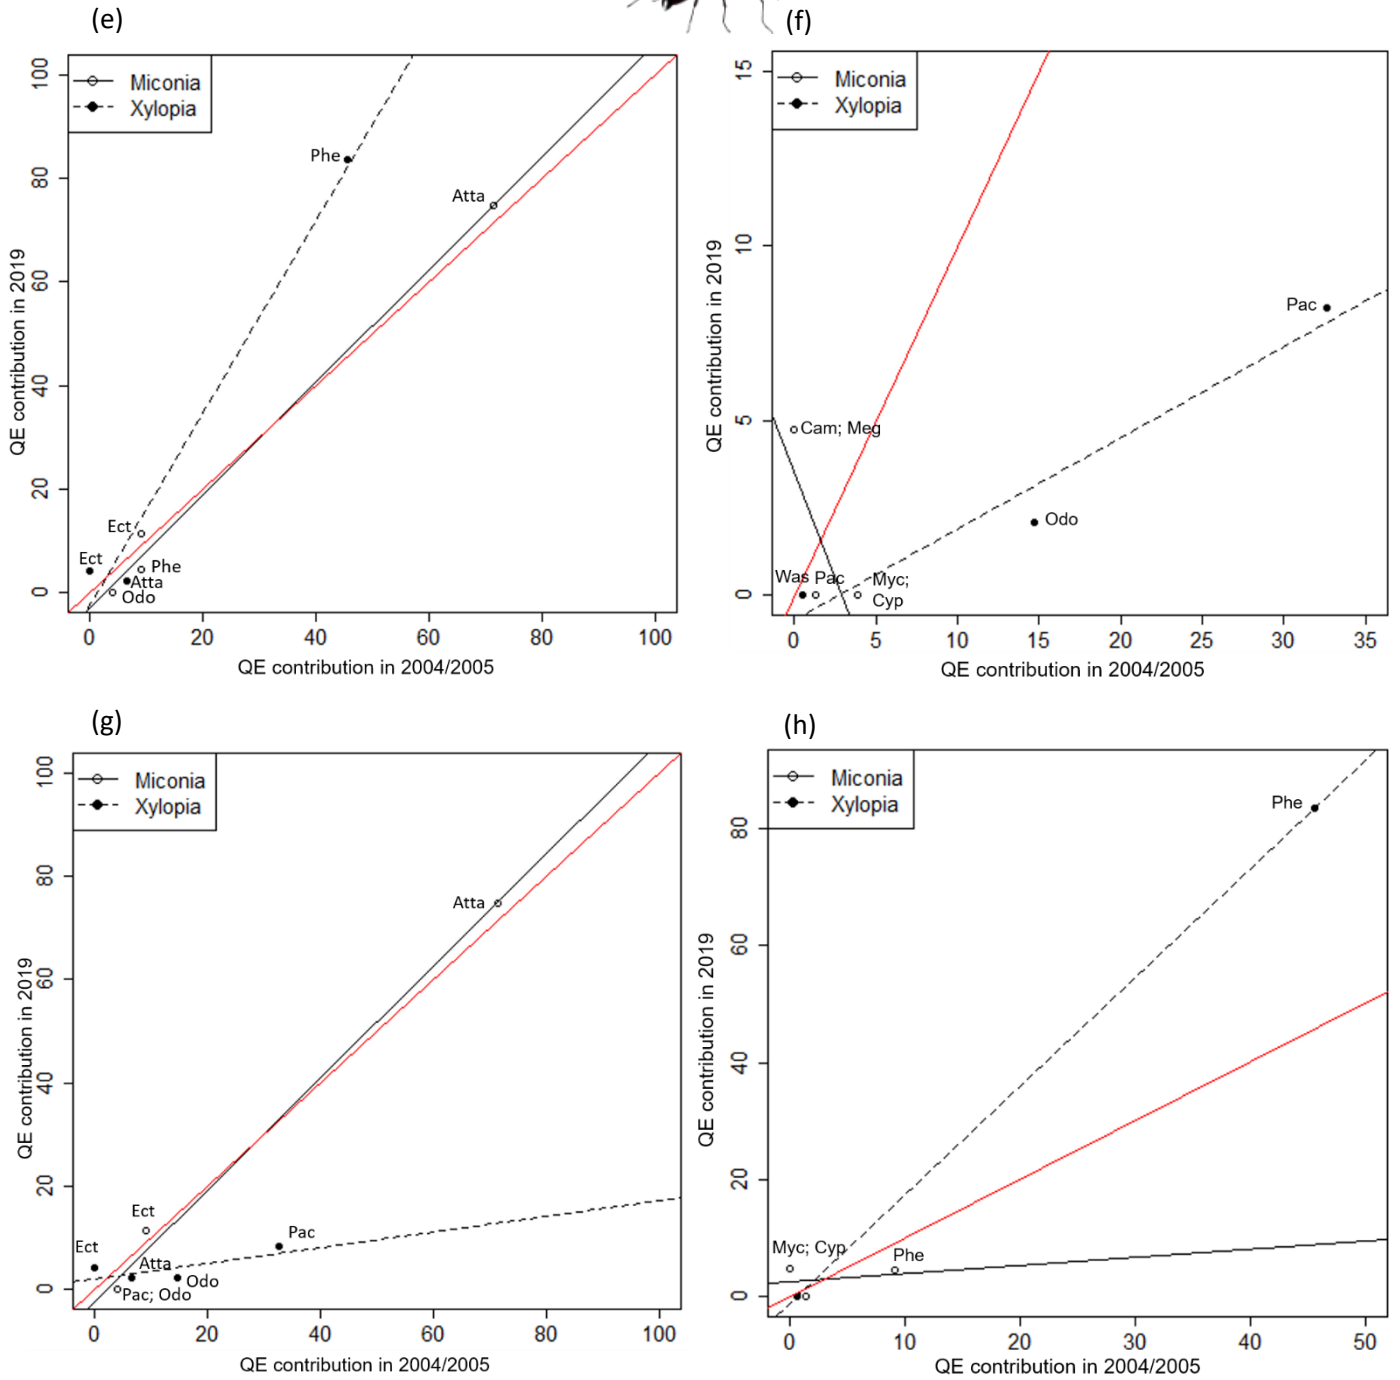 (e)
Miconia
Xylopia
Phe
Atta
Ect
Ect
Phe
Atta
Odo
0
20
40
60
80
100
0
20
40
60
80
100
QE contribution in 2019
QE contribution in 2004/2005
(f)
Miconia
Xylopia
Pac
Cam; Meg
Odo
Was Pac
Myc;
Cyp
0
5
10
15
0
5
10
15
20
25
30
35
QE contribution in 2019
QE contribution in 2004/2005
(g)
Miconia
Xylopia
Atta
Ect
Ect
Pac
Atta
Odo
Pac; Odo
0
20
40
60
80
100
0
20
40
60
80
100
QE contribution in 2019
QE contribution in 2004/2005
(h)
Miconia
Xylopia
Phe
Myc; Cyp
Phe
0
20
40
60
80
0
10
20
30
40
50
QE contribution in 2019
QE contribution in 2004/2005